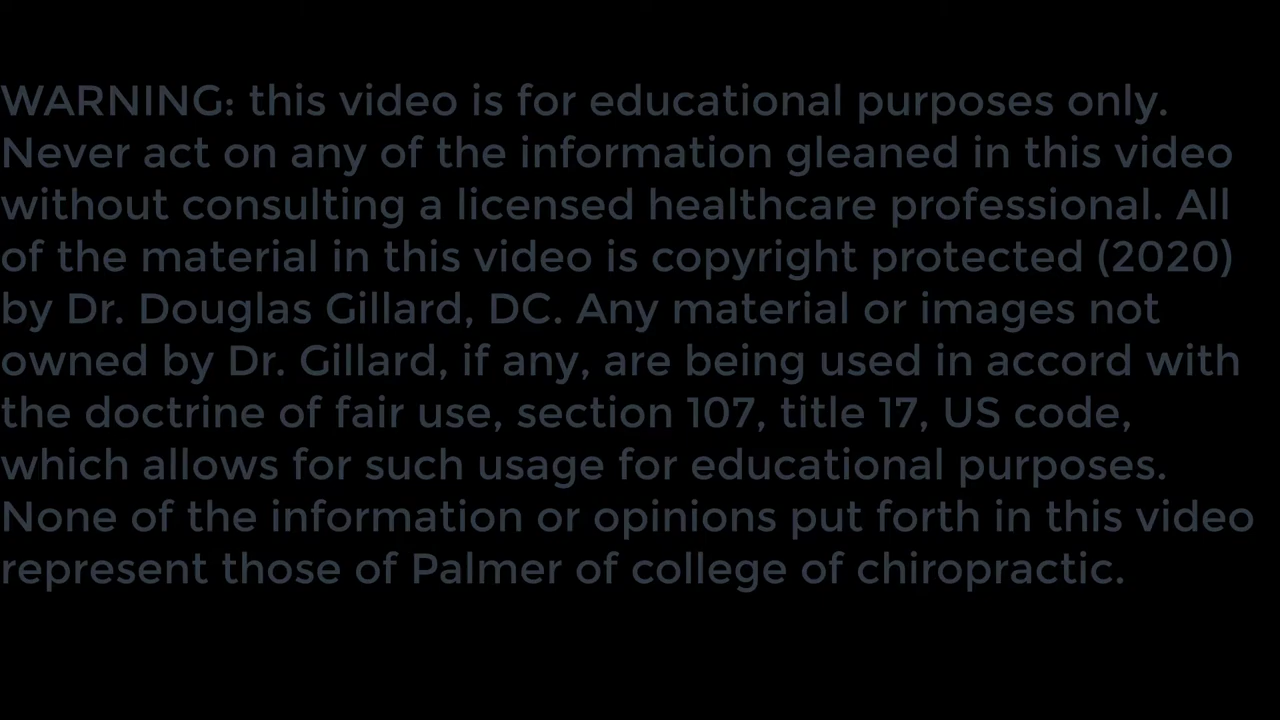 WARNING: this video is for educational purposes only.
Never act on any of the information gleaned in this video
without consulting a licensed healthcare professional. All
of the material in this video is copyright protected (2020)
by Dr. Douglas Gillard, DC. Any material or images not
owned by Dr. Gillard, if any, are being used in accord with
the doctrine of fair use, section 107, title 17, US code,
which allows for such usage for educational purposes.
None of the information or opinions put forth in this video
represent those of Palmer of college of chiropractic.